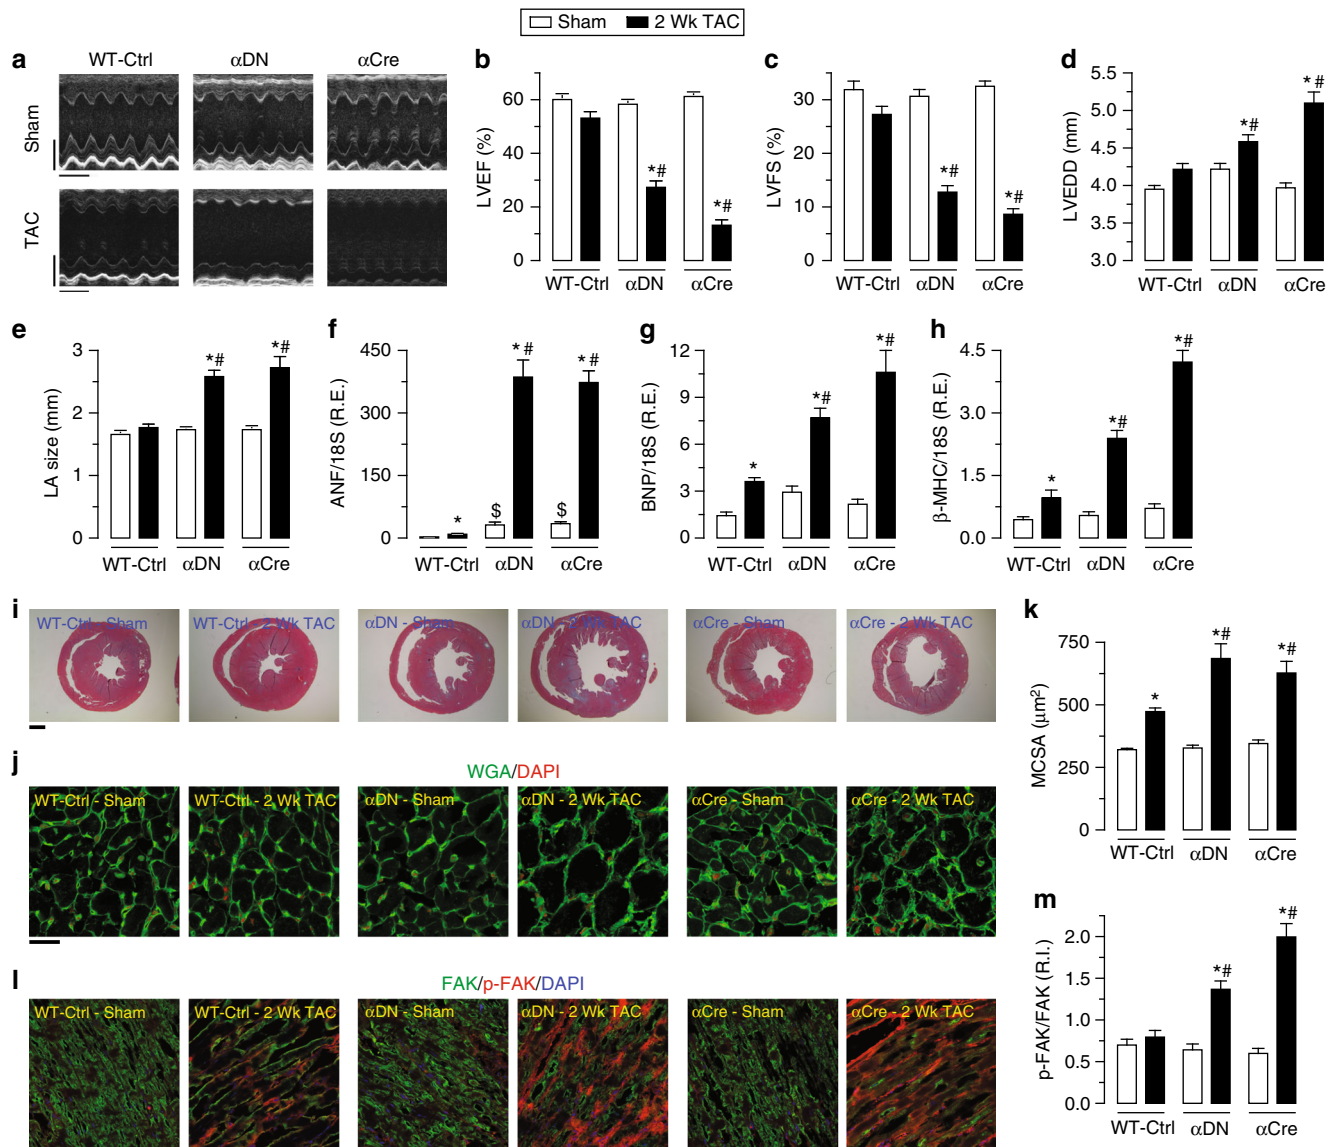 Sham 2 Wk TAC
a WT-Ctrl αDN αCre
Sham
TAC
b
LVEF (%)
60
40
20
0
WT-Ctrl αDN αCre
*# *#
c
LVFS (%)
30
20
10
0
WT-Ctrl αDN αCre
*# *#
d
LVEDD (mm)
5.5
5.0
4.5
4.0
3.5
3.0
WT-Ctrl αDN αCre
*# *#
e
LA size (mm)
3
2
1
0
WT-Ctrl αDN αCre
*# *#
f
ANF/18S (R.E.)
450
300
150
0
WT-Ctrl αDN αCre
* $ *# $ *#
g
BNP/18S (R.E.)
12
9
6
3
0
WT-Ctrl αDN αCre
* *# *#
h
β-MHC/18S (R.E.)
4.5
3.0
1.5
0.0
WT-Ctrl αDN αCre
* *# *#
i
WT-Ctrl - Sham WT-Ctrl - 2 Wk TAC αDN - Sham αDN - 2 Wk TAC αCre - Sham αCre - 2 Wk TAC
j
WGA/DAPI
WT-Ctrl - Sham WT-Ctrl - 2 Wk TAC αDN - Sham αDN - 2 Wk TAC αCre - Sham αCre - 2 Wk TAC
k
MCSA (μm²)
750
500
250
0
WT-Ctrl αDN αCre
* *# *#
l
FAK/p-FAK/DAPI
WT-Ctrl - Sham WT-Ctrl - 2 Wk TAC αDN - Sham αDN - 2 Wk TAC αCre - Sham αCre - 2 Wk TAC
m
p-FAK/FAK (R.I.)
2.0
1.5
1.0
0.5
0.0
WT-Ctrl αDN αCre
*# *#